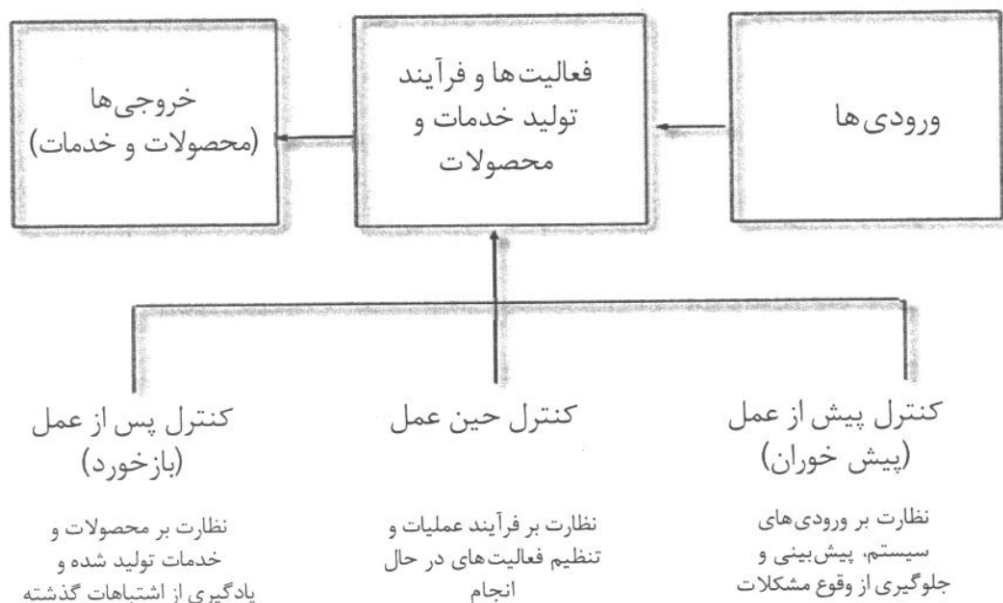 ورودی‌ها
فعالیت‌ها و فرآیند
تولید خدمات و
محصولات
خروجی‌ها
(محصولات و خدمات)
کنترل پیش از عمل
(پیش خوران)
نظارت بر ورودی‌های
سیستم، پیش‌بینی و
جلوگیری از وقوع مشکلات
کنترل حین عمل
نظارت بر فرآیند عملیات و
تنظیم فعالیت‌های در حال
انجام
کنترل پس از عمل
(بازخورد)
نظارت بر محصولات و
خدمات تولید شده و
یادگیری از اشتباهات گذشته